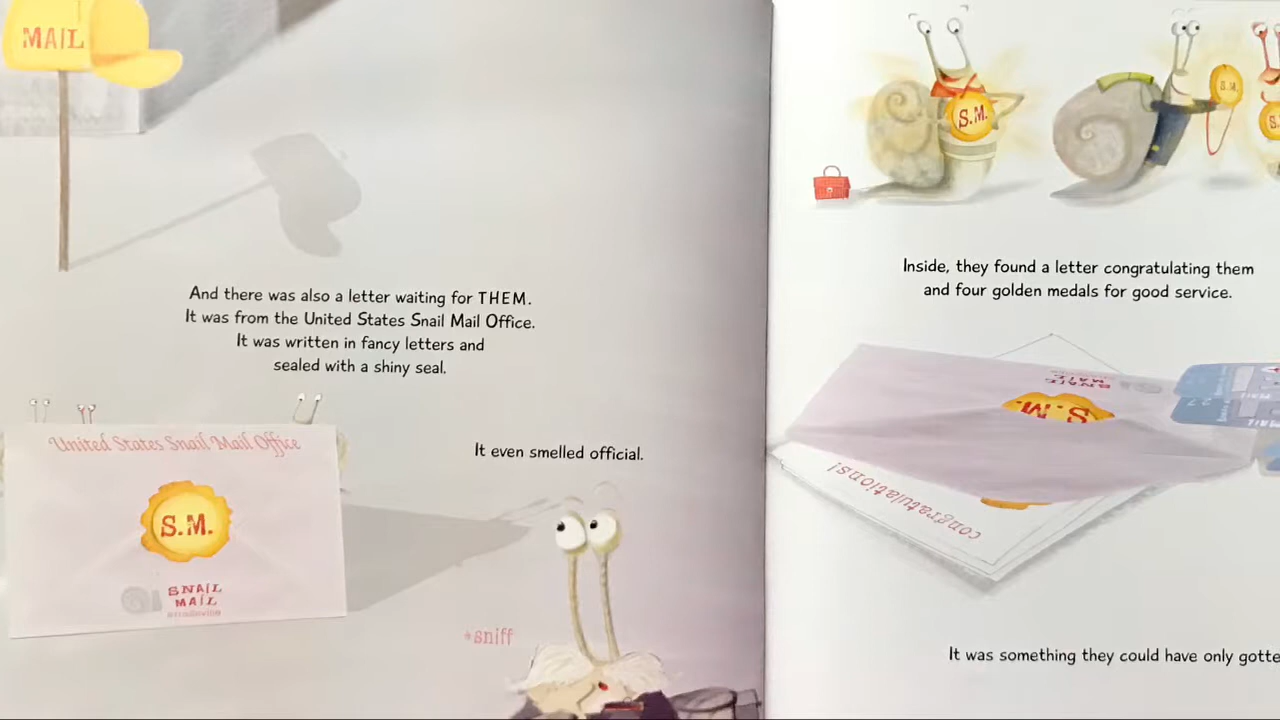 MAIL
And there was also a letter waiting for THEM.
It was from the United States Snail Mail Office.
It was written in fancy letters and
sealed with a shiny seal.
United States Snail Mail Office
S.M.
SNAIL
MAIL
It even smelled official.
*sniff
S.M.
S.M.
Inside, they found a letter congratulating them
and four golden medals for good service.
SNAIL
MAIL
S.M.
congratulations!
It was something they could have only gotte